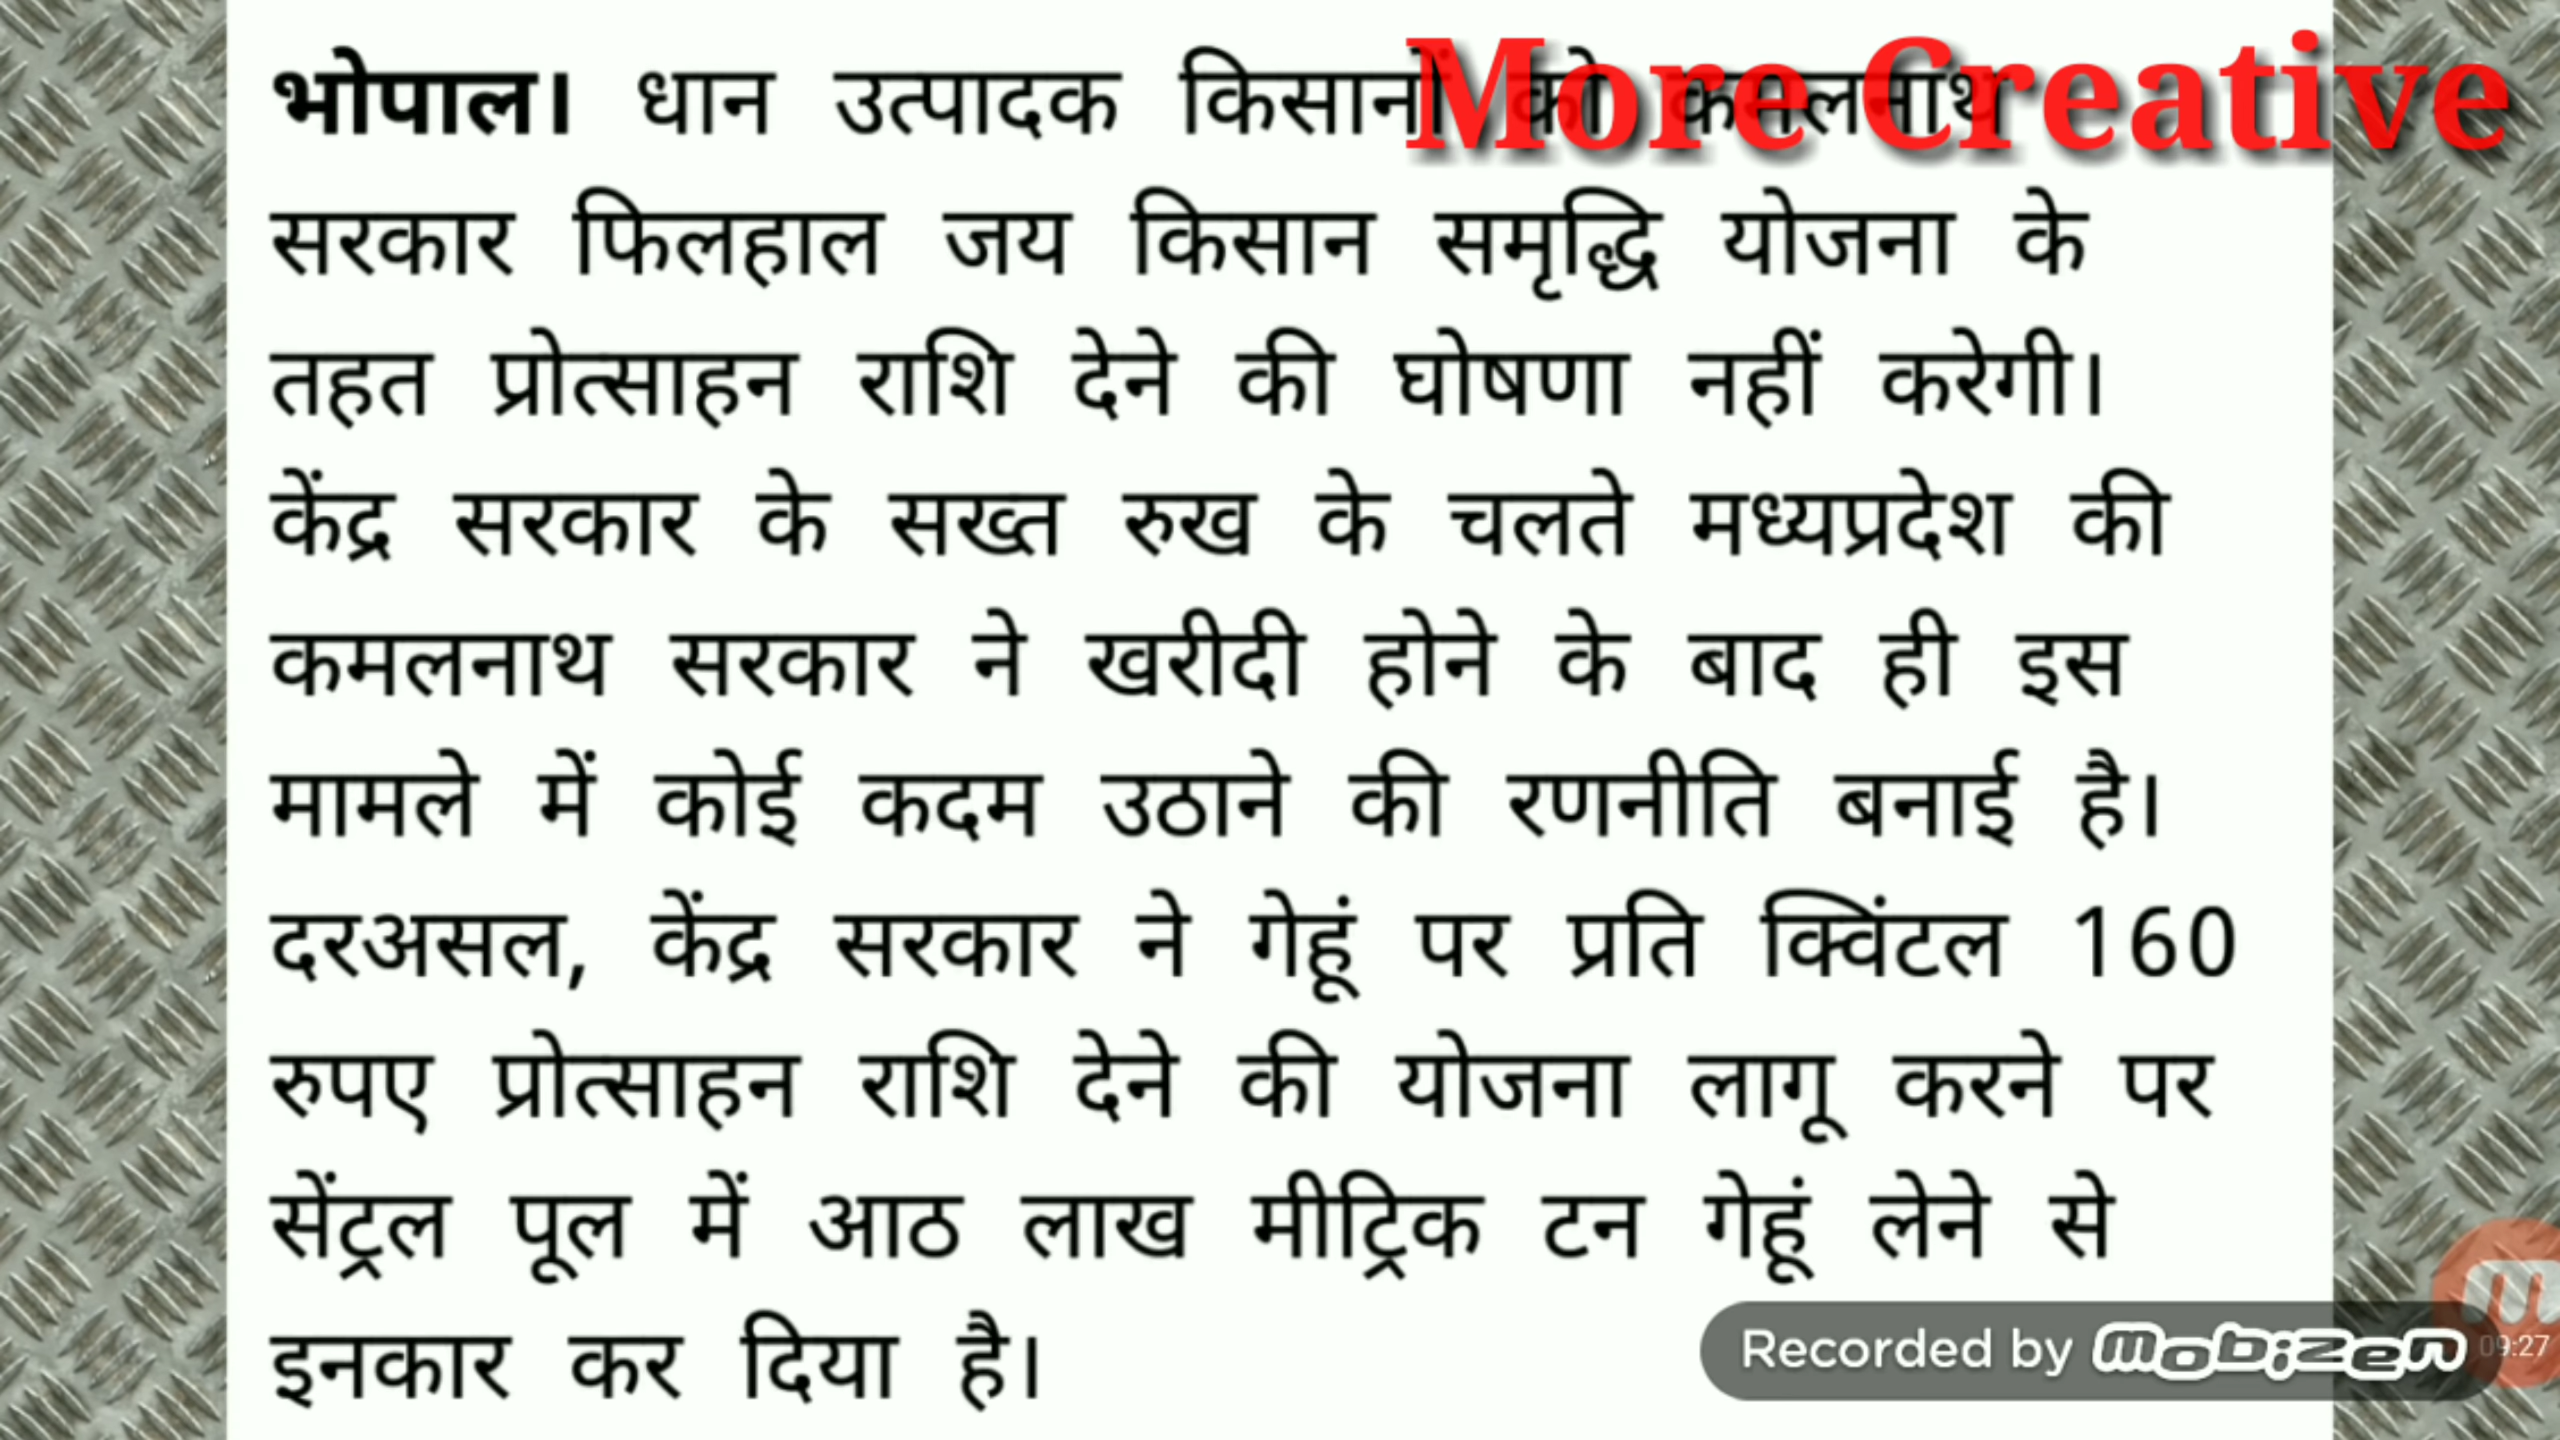 More Creative
भोपाल। धान उत्पादक किसानों को कमलनाथ
सरकार फिलहाल जय किसान समृद्धि योजना के
तहत प्रोत्साहन राशि देने की घोषणा नहीं करेगी।
केंद्र सरकार के सख्त रुख के चलते मध्यप्रदेश की
कमलनाथ सरकार ने खरीदी होने के बाद ही इस
मामले में कोई कदम उठाने की रणनीति बनाई है।
दरअसल, केंद्र सरकार ने गेहूं पर प्रति क्विंटल 160
रुपए प्रोत्साहन राशि देने की योजना लागू करने पर
सेंट्रल पूल में आठ लाख मीट्रिक टन गेहूं लेने से
इनकार कर दिया है।
Recorded by mobizen
09:27